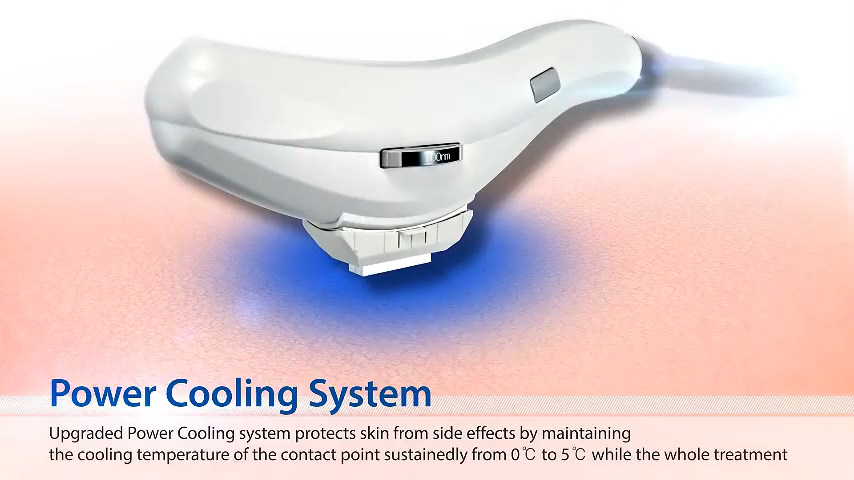 Power Cooling System
Upgraded Power Cooling system protects skin from side effects by maintaining
the cooling temperature of the contact point sustainedly from 0℃ to 5℃ while the whole treatment